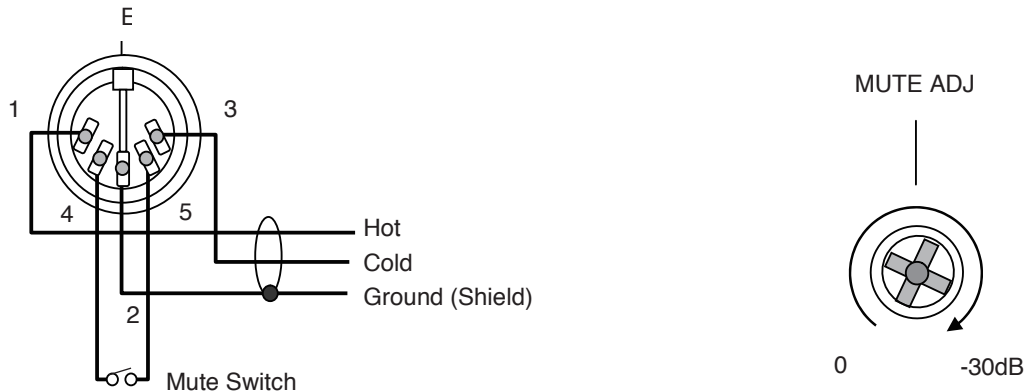 E
1
3
4
5
2
Hot
Cold
Ground (Shield)
Mute Switch
MUTE ADJ
0
-30dB